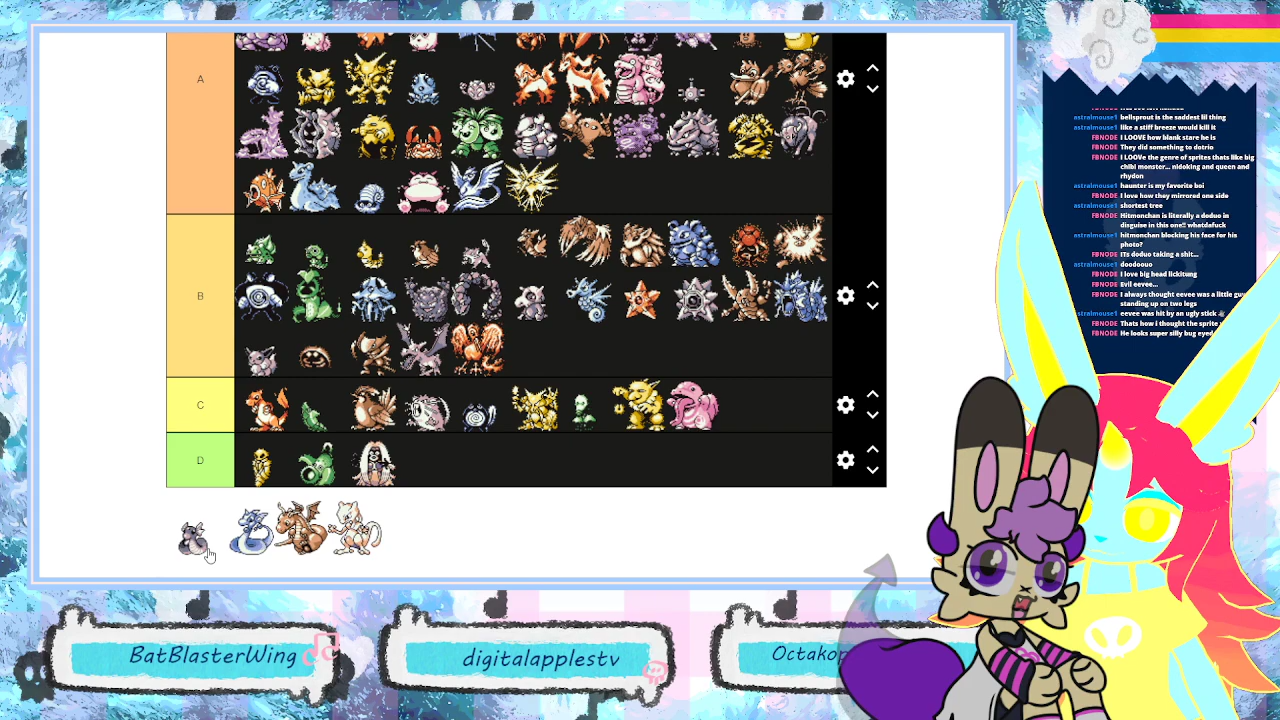 A
B
C
D
bellsprout is the saddest lil thing
astralmouse1 like a stiff breeze would kill it
FBNODE I LOOVE how blank stare he is
FBNODE They did something to dotrio
FBNODE I LOOVe the genre of sprites thats like big
chibi monster... nidoking and queen and
rhydon
astralmouse1 haunter is my favorite boi
FBNODE I love how they mirrored one side
astralmouse1 shortest tree
FBNODE Hitmonchan is literally a doduo in
disguise in this one!! whatdafuck
astralmouse1 hitmonchan blocking his face for his
photo?
FBNODE ITs doduo taking a shit...
astralmouse1 doodoouo
FBNODE I love big head lickitung
FBNODE Evil eevee...
FBNODE I always thought eevee was a little guy
standing up on two legs
astralmouse1 eevee was hit by an ugly stick
FBNODE Thats how i thought the sprite
FBNODE He looks super silly bug eyed
BatBlasterWing
digitalapplestv